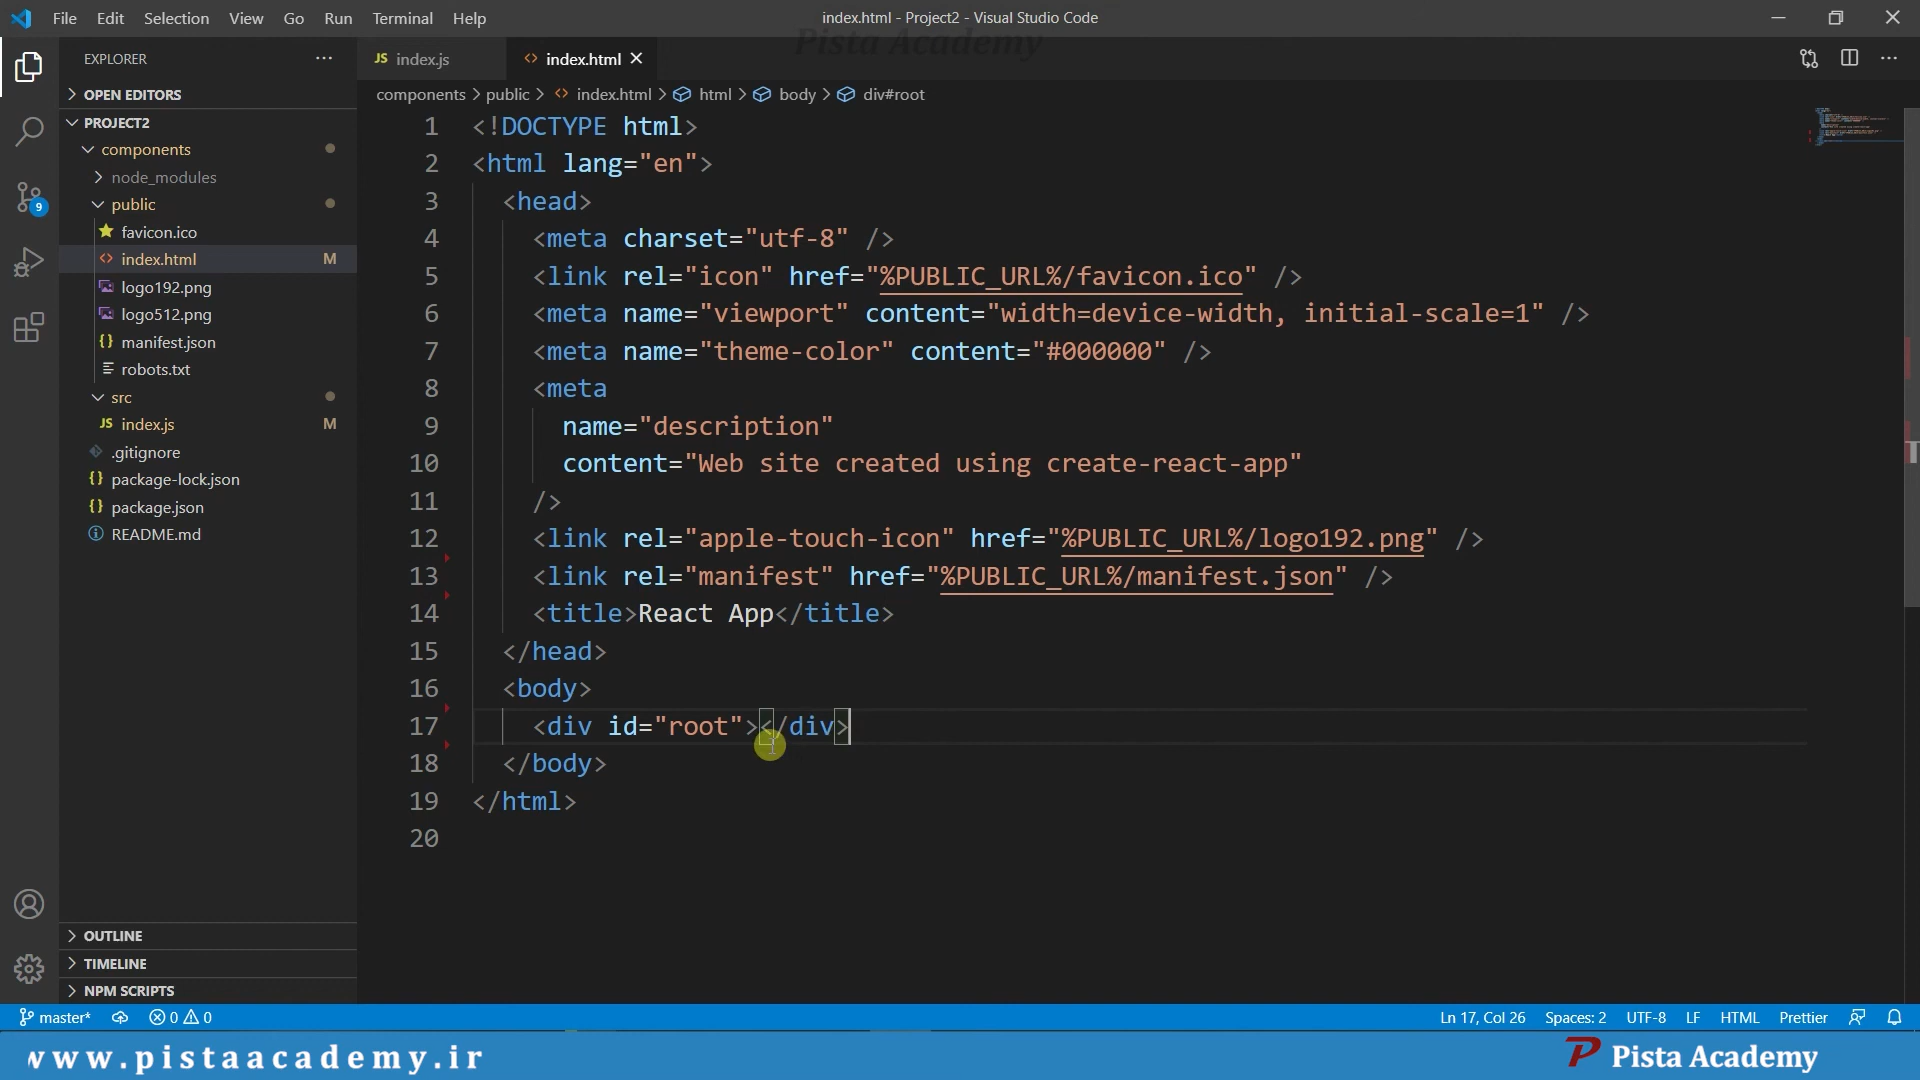 File Edit Selection View Go Run Terminal Help
index.html - Project2 - Visual Studio Code
Pista Academy
EXPLORER
OPEN EDITORS
PROJECT2
components
node_modules
public
favicon.ico
index.html M
logo192.png
logo512.png
manifest.json
robots.txt
src
JS index.js M
.gitignore
package-lock.json
package.json
README.md
OUTLINE
TIMELINE
NPM SCRIPTS
9
JS index.js
index.html
components > public > index.html > html > body > div#root
1 <!DOCTYPE html>
2 <html lang="en">
3 <head>
4 <meta charset="utf-8" />
5 <link rel="icon" href="%PUBLIC_URL%/favicon.ico" />
6 <meta name="viewport" content="width=device-width, initial-scale=1" />
7 <meta name="theme-color" content="#000000" />
8 <meta
9 name="description"
10 content="Web site created using create-react-app"
11 />
12 <link rel="apple-touch-icon" href="%PUBLIC_URL%/logo192.png" />
13 <link rel="manifest" href="%PUBLIC_URL%/manifest.json" />
14 <title>React App</title>
15 </head>
16 <body>
17 <div id="root"></div>
18 </body>
19 </html>
20
master* 0 0 Ln 17, Col 26 Spaces: 2 UTF-8 LF HTML Prettier
www.pistaacademy.ir
P Pista Academy